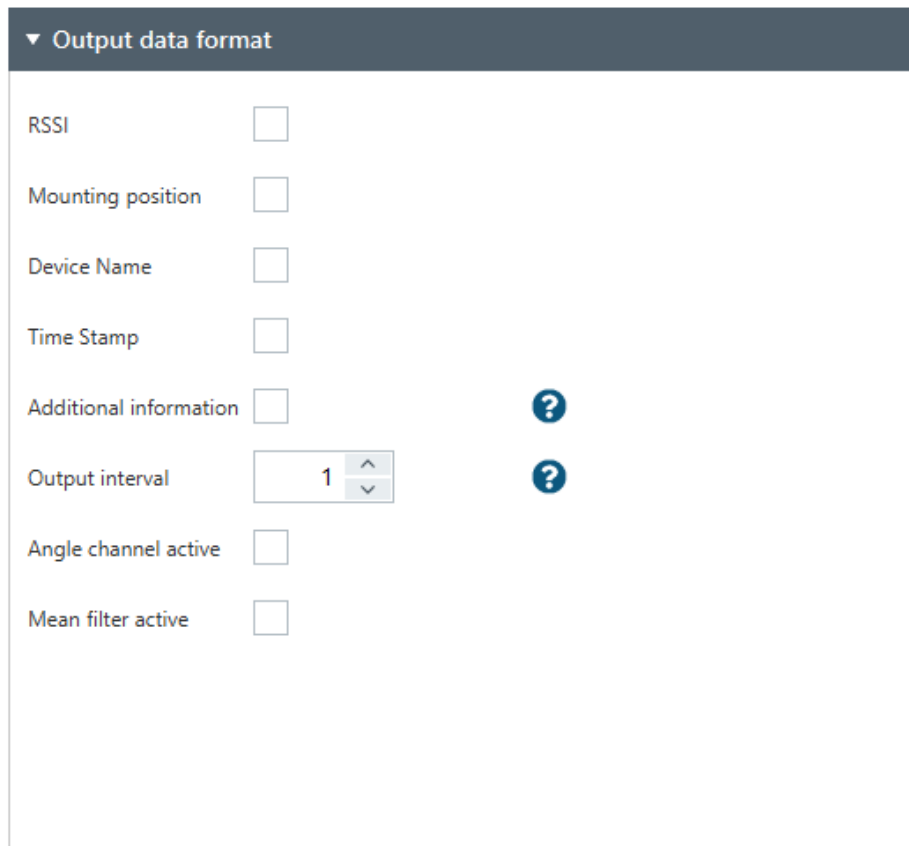 Output data format
RSSI
Mounting position
Device Name
Time Stamp
Additional information
Output interval 1
Angle channel active
Mean filter active